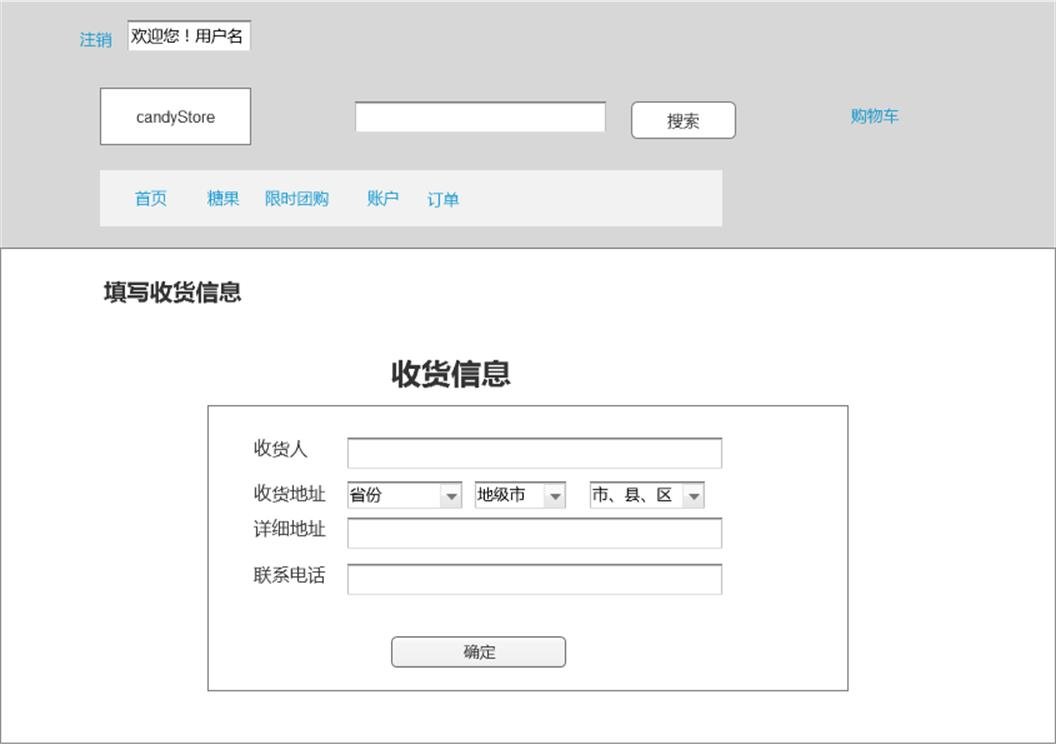 注销 欢迎您！用户名
candyStore 搜索 购物车
首页 糖果 限时团购 账户 订单
填写收货信息
收货信息
收货人
收货地址 省份 地级市 市、县、区
详细地址
联系电话
确定